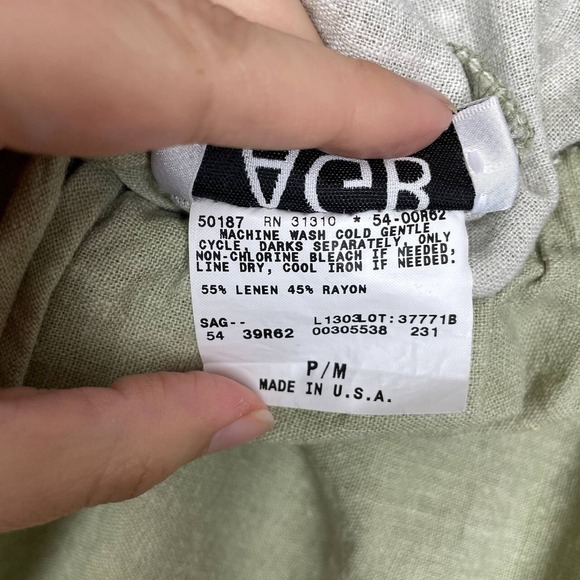 AGB
50187 RN 31310 * 54-00R62
MACHINE WASH COLD GENTLE
CYCLE, DARKS SEPARATELY, ONLY
NON-CHLORINE BLEACH IF NEEDED,
LINE DRY, COOL IRON IF NEEDED.
55% LENEN 45% RAYON
SAG-- L1303LOT:37771B
54 39R62 00305538 231
P/M
MADE IN U.S.A.